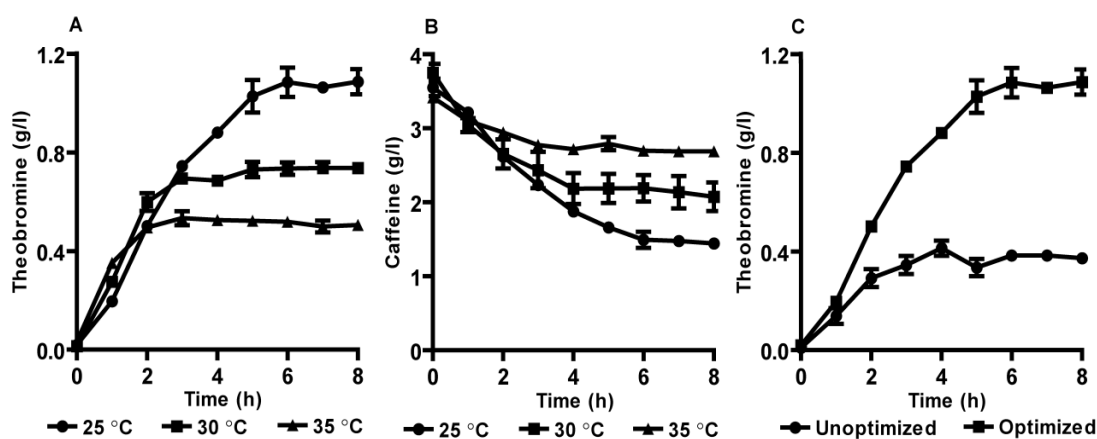 A
Theobromine (g/l)
1.2
0.8
0.4
0.0
0 2 4 6 8
Time (h)
25 °C 30 °C 35 °C
B
Caffeine (g/l)
4
3
2
1
0
0 2 4 6 8
Time (h)
25 °C 30 °C 35 °C
C
Theobromine (g/l)
1.2
0.8
0.4
0.0
0 2 4 6 8
Time (h)
Unoptimized Optimized